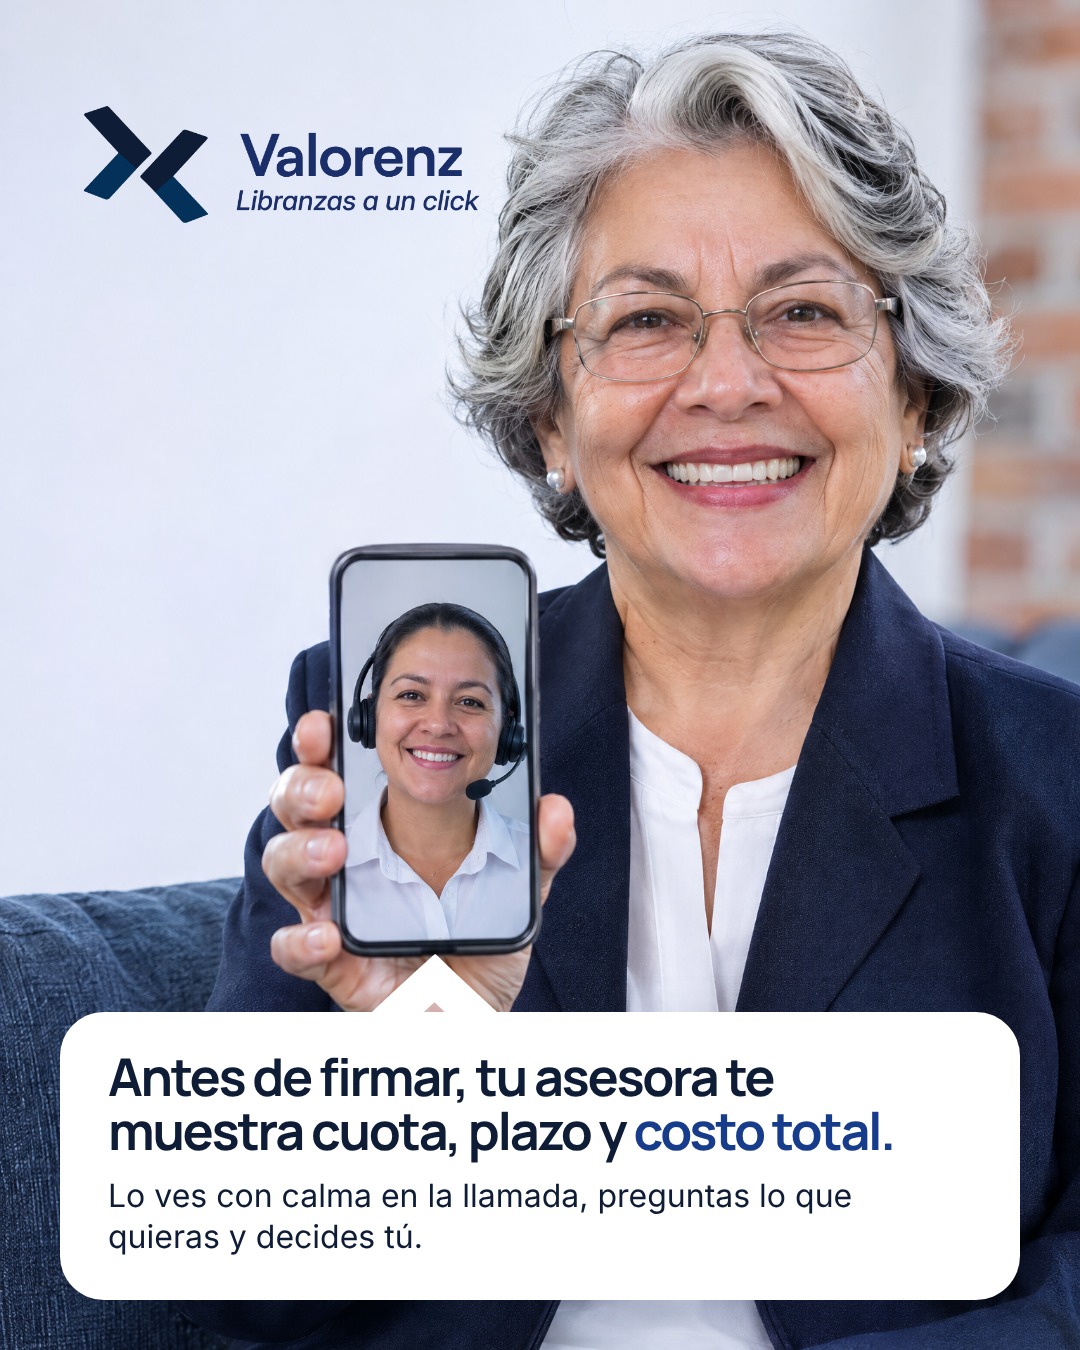 Valorenz
Libranzas a un click
Antes de firmar, tu asesora te
muestra cuota, plazo y costo total.
Lo ves con calma en la llamada, preguntas lo que
quieras y decides tú.